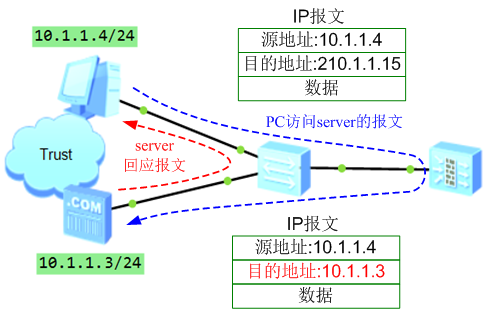 10.1.1.4/24
IP报文
源地址:10.1.1.4
目的地址:210.1.1.15
数据
PC访问server的报文
server
回应报文
Trust
.COM
10.1.1.3/24
IP报文
源地址:10.1.1.4
目的地址:10.1.1.3
数据